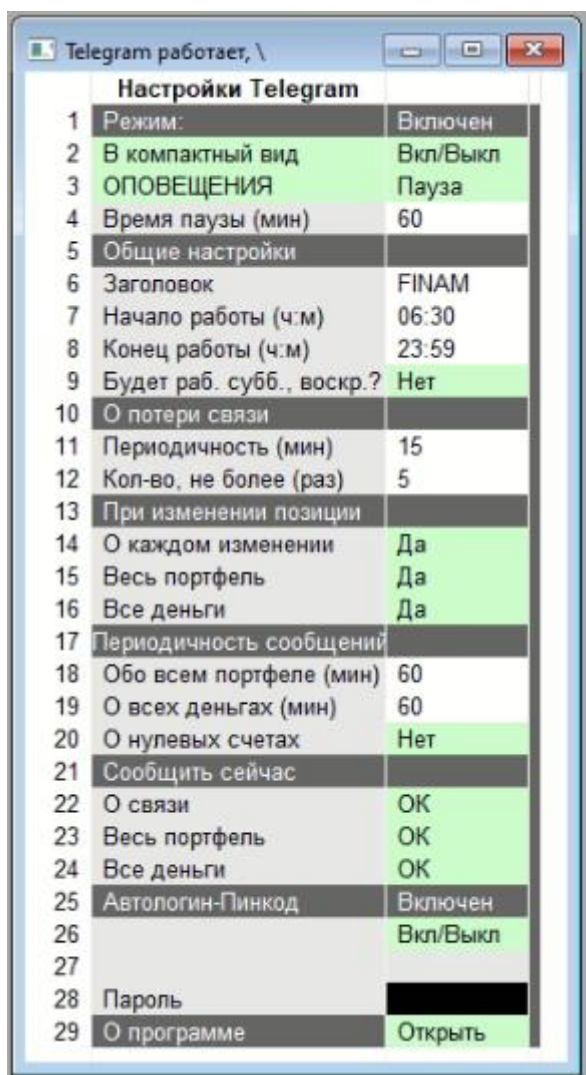 Telegram работает, \
Настройки Telegram
1 Режим: Включен
2 В компактный вид Вкл/Выкл
3 ОПОВЕЩЕНИЯ Пауза
4 Время паузы (мин) 60
5 Общие настройки
6 Заголовок FINAM
7 Начало работы (ч:м) 06:30
8 Конец работы (ч:м) 23:59
9 Будет раб. субб., воскр.? Нет
10 О потери связи
11 Периодичность (мин) 15
12 Кол-во, не более (раз) 5
13 При изменении позиции
14 О каждом изменении Да
15 Весь портфель Да
16 Все деньги Да
17 Периодичность сообщений
18 Обо всем портфеле (мин) 60
19 О всех деньгах (мин) 60
20 О нулевых счетах Нет
21 Сообщить сейчас
22 О связи ОК
23 Весь портфель ОК
24 Все деньги ОК
25 Автологин-Пинкод Включен
26 Вкл/Выкл
27
28 Пароль
29 О программе Открыть